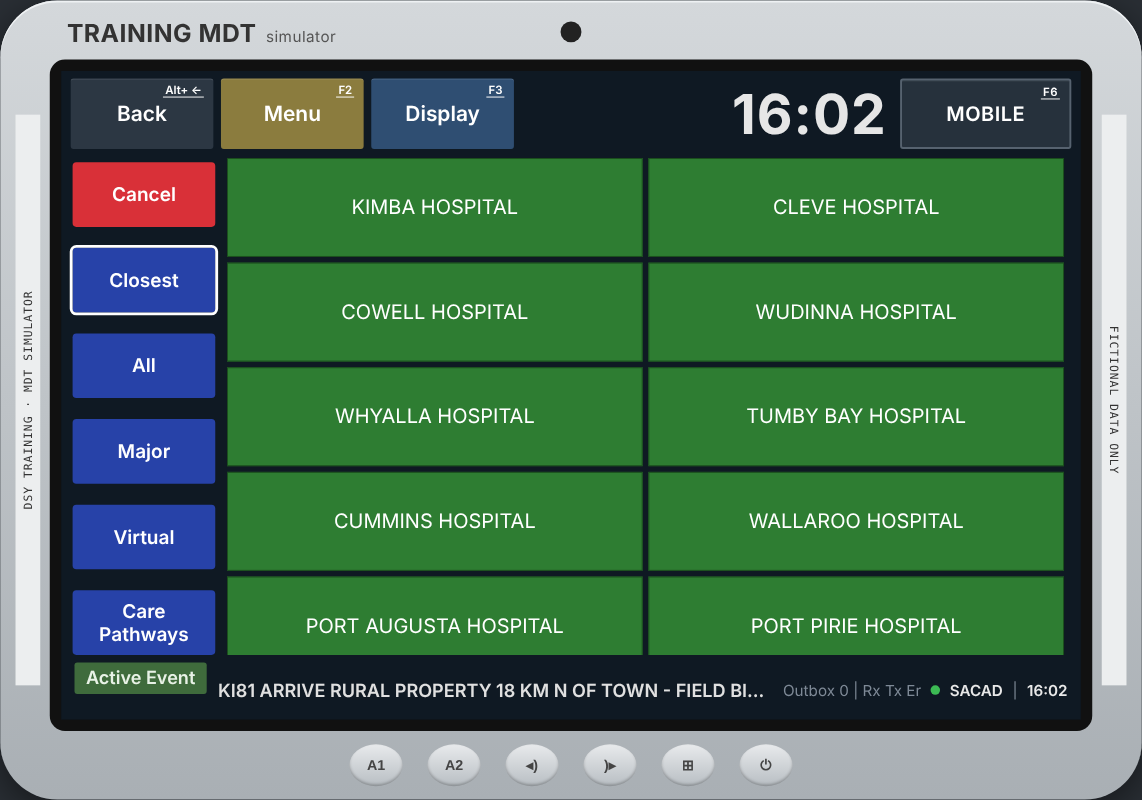 TRAINING MDT simulator
Alt+ ←
Back
F2
Menu
F3
Display
16:02
F6
MOBILE
Cancel
Closest
All
Major
Virtual
Care
Pathways
KIMBA HOSPITAL
CLEVE HOSPITAL
COWELL HOSPITAL
WUDINNA HOSPITAL
WHYALLA HOSPITAL
TUMBY BAY HOSPITAL
CUMMINS HOSPITAL
WALLAROO HOSPITAL
PORT AUGUSTA HOSPITAL
PORT PIRIE HOSPITAL
Active Event
KI81 ARRIVE RURAL PROPERTY 18 KM N OF TOWN - FIELD BI...
Outbox 0 | Rx Tx Er
SACAD | 16:02
DSY TRAINING · MDT SIMULATOR
FICTIONAL DATA ONLY
A1
A2